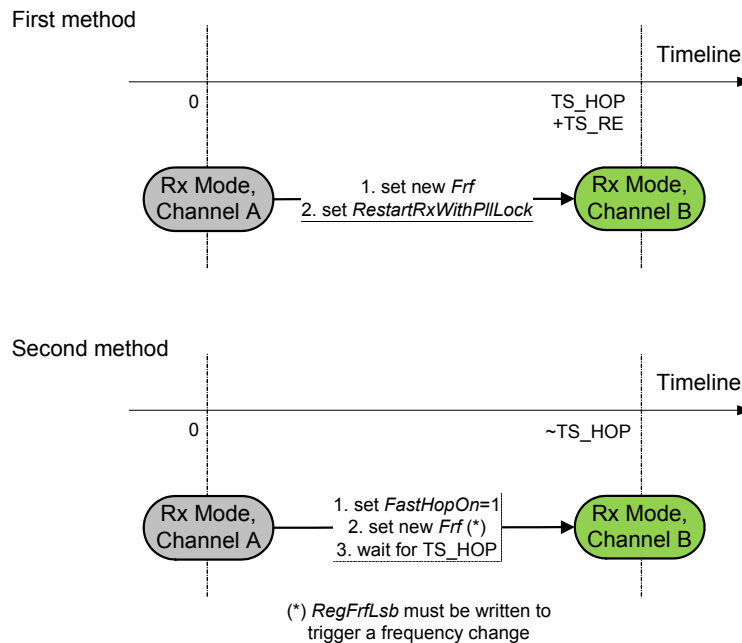 First method
Timeline
0
TS_HOP
+TS_RE
Rx Mode,
Channel A
1. set new Frf
2. set RestartRxWithPllLock
Rx Mode,
Channel B
Second method
Timeline
0
~TS_HOP
Rx Mode,
Channel A
1. set FastHopOn=1
2. set new Frf (*)
3. wait for TS_HOP
Rx Mode,
Channel B
(*) RegFrfLsb must be written to
trigger a frequency change